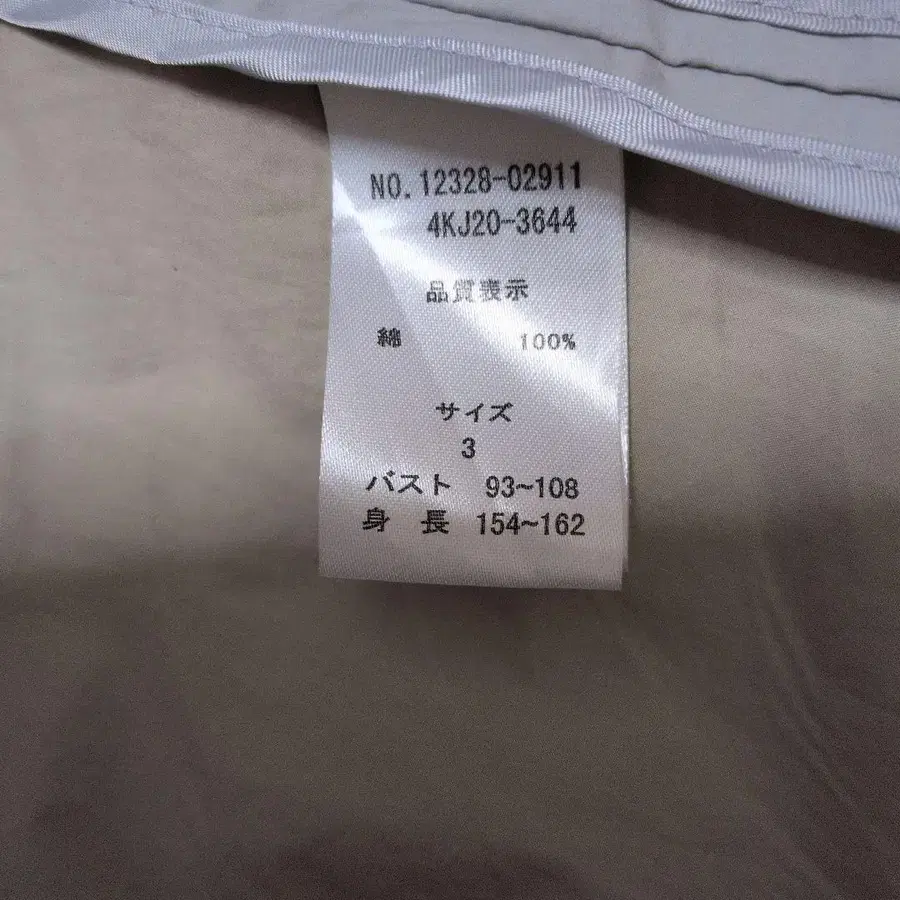 NO.12328-02911
4KJ20-3644
品質表示
綿 100%
サイズ
3
バスト 93~108
身 長 154~162